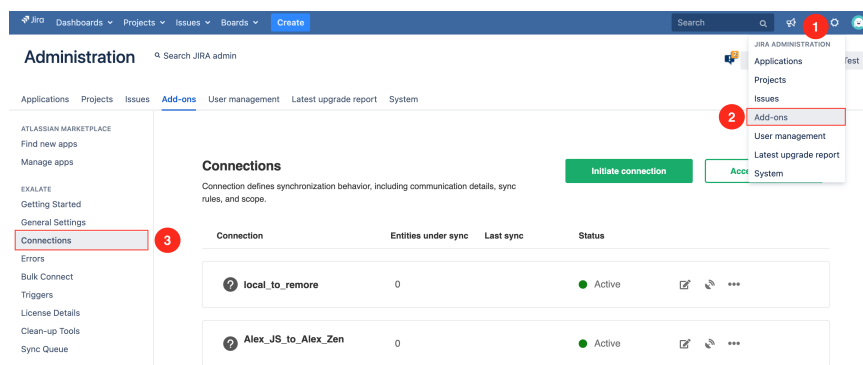 Jira Dashboards Projects Issues Boards Create Search 1
JIRA ADMINISTRATION
Administration Search JIRA admin 2 Applications Test
Projects
Issues
Applications Projects Issues Add-ons User management Latest upgrade report System
2 Add-ons
User management
Latest upgrade report
System
ATLASSIAN MARKETPLACE
Find new apps
Manage apps
EXALATE
Getting Started
General Settings
Connections 3
Errors
Bulk Connect
Triggers
License Details
Clean-up Tools
Sync Queue
Connections Initiate connection Acce
Connection defines synchronization behavior, including communication details, sync
rules, and scope.
Connection Entities under sync Last sync Status
? local_to_remore 0 Active •••
? Alex_JS_to_Alex_Zen 0 Active •••